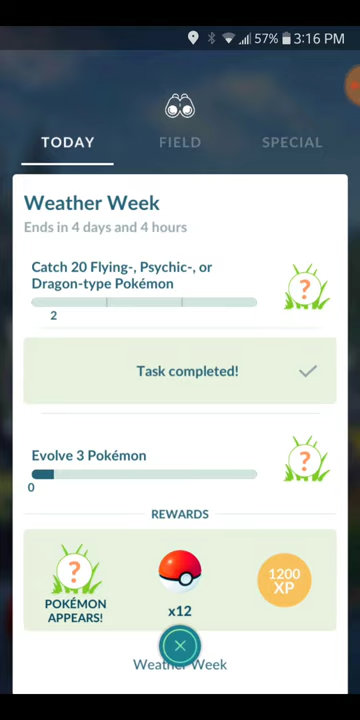 57% 3:16 PM
TODAY FIELD SPECIAL
Weather Week
Ends in 4 days and 4 hours
Catch 20 Flying-, Psychic-, or
Dragon-type Pokémon
?
2
Task completed!
Evolve 3 Pokémon
?
0
REWARDS
?
1200
XP
POKÉMON
APPEARS!
x12
Weather Week